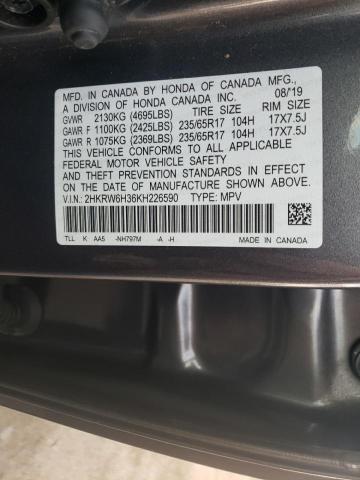 MFD. IN CANADA BY HONDA OF CANADA MFG.,
A DIVISION OF HONDA CANADA INC. 08/19
GVWR 2130KG (4695LBS) TIRE SIZE RIM SIZE
GAWR F 1100KG (2425LBS) 235/65R17 104H 17X7.5J
GAWR R 1075KG (2369LBS) 235/65R17 104H 17X7.5J
THIS VEHICLE CONFORMS TO ALL APPLICABLE
FEDERAL MOTOR VEHICLE SAFETY
AND THEFT PREVENTION STANDARDS IN EFFECT ON
THE DATE OF MANUFACTURE SHOWN ABOVE.
V.I.N.: 2HKRW6H36KH226590 TYPE: MPV
TLL K AA5 -NH797M -A -H MADE IN CANADA